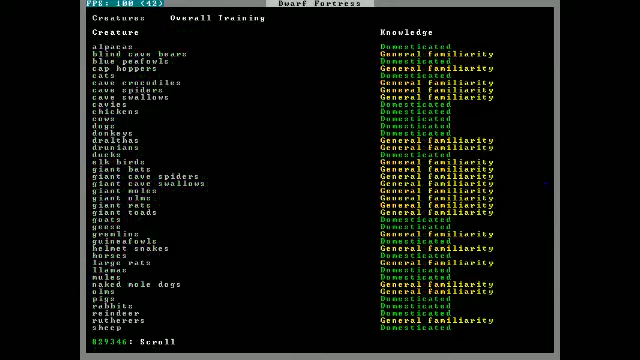 FPS: 100 (42) Dwarf Fortress
Creatures Overall Training
Creature Knowledge
alpacas Domesticated
blind cave bears General familiarity
blue peafowls Domesticated
cap hoppers General familiarity
cats Domesticated
cave crocodiles General familiarity
cave spiders General familiarity
cave swallows General familiarity
cavies Domesticated
chickens Domesticated
cows Domesticated
dogs Domesticated
donkeys Domesticated
dralthas General familiarity
drunians General familiarity
ducks Domesticated
elk birds General familiarity
giant bats General familiarity
giant cave spiders General familiarity
giant cave swallows General familiarity
giant moles General familiarity
giant olms General familiarity
giant rats General familiarity
giant toads General familiarity
goats Domesticated
geese Domesticated
gremlins General familiarity
guineafowls Domesticated
helmet snakes General familiarity
horses Domesticated
large rats General familiarity
llamas Domesticated
mules Domesticated
naked mole dogs General familiarity
olms General familiarity
pigs Domesticated
rabbits Domesticated
reindeer Domesticated
rutherers General familiarity
sheep Domesticated
829346: Scroll